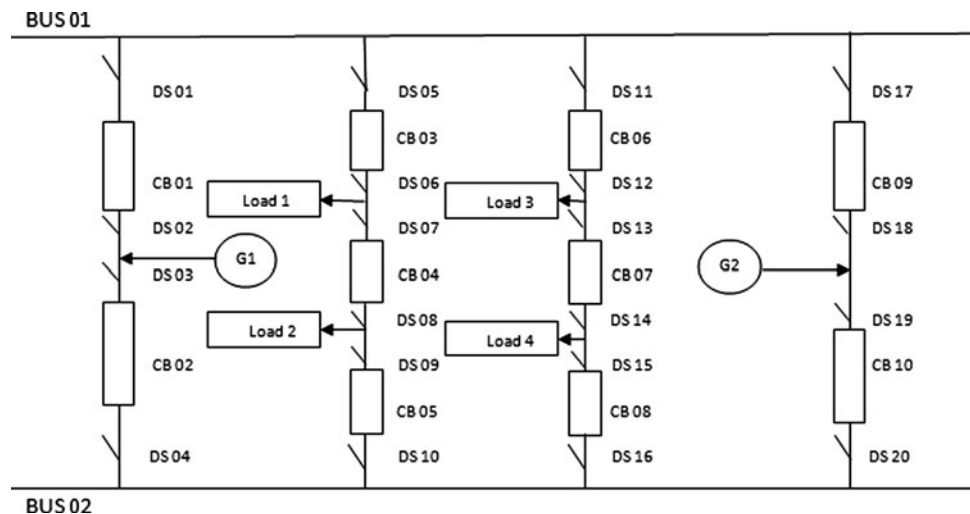 BUS 01
DS 01
DS 05
DS 11
DS 17
CB 03
CB 06
CB 01
DS 06
DS 12
CB 09
Load 1
Load 3
DS 02
DS 07
DS 13
DS 18
G1
G2
DS 03
CB 04
CB 07
DS 08
DS 14
DS 19
Load 2
Load 4
CB 02
DS 09
DS 15
CB 10
CB 05
CB 08
DS 04
DS 10
DS 16
DS 20
BUS 02